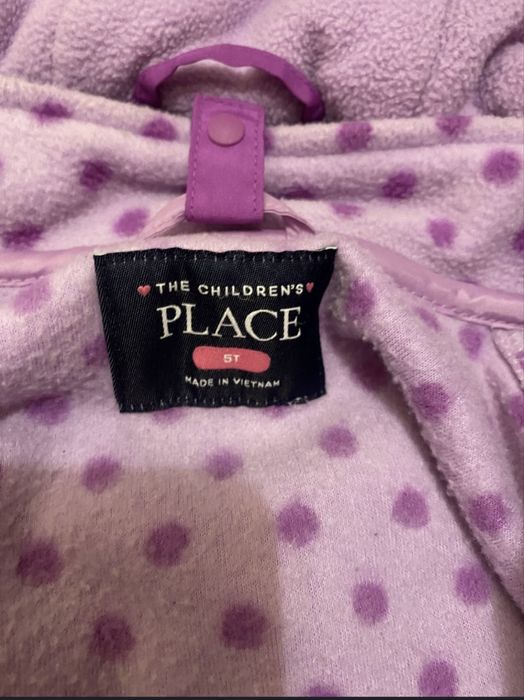 THE CHILDREN'S
PLACE
5T
MADE IN VIETNAM